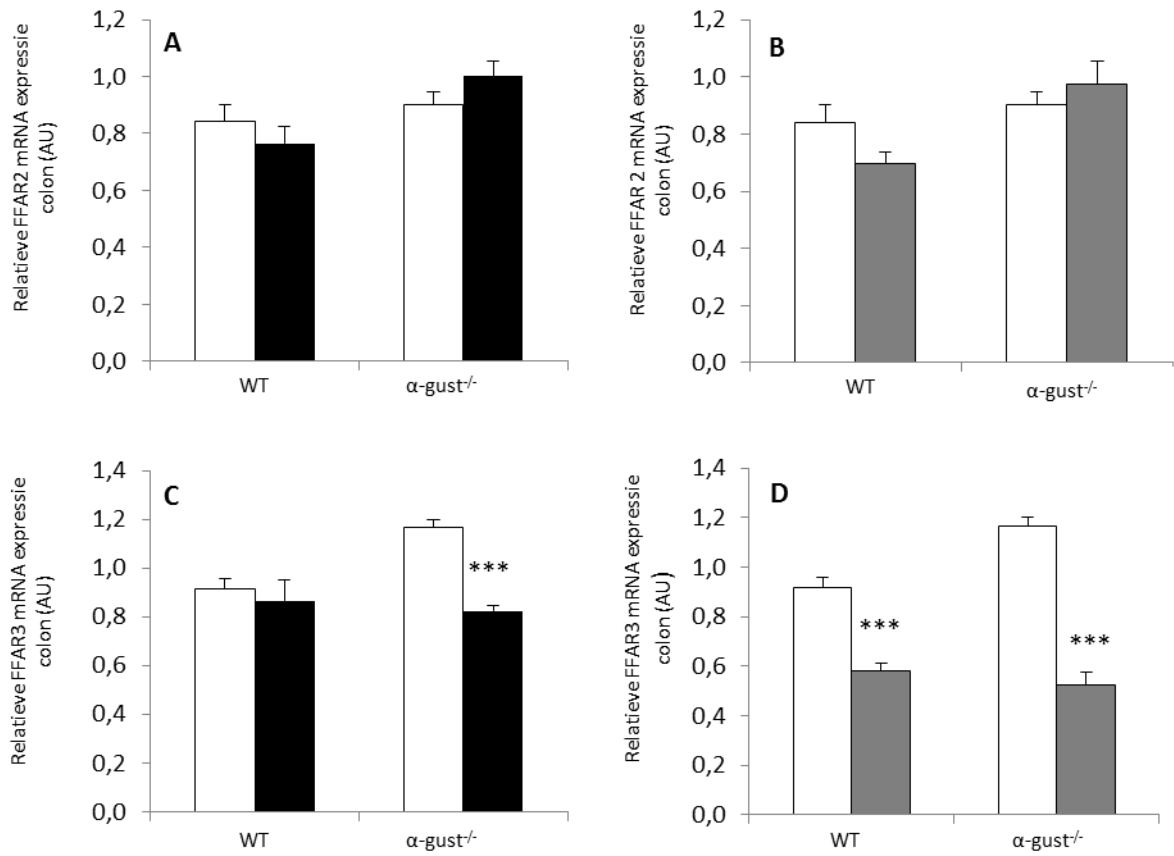 Relatieve FFAR2 mRNA expressie
colon (AU)
A
1,2
1,0
0,8
0,6
0,4
0,2
0,0
WT
α-gust-/-
Relatieve FFAR 2 mRNA expressie
colon (AU)
B
1,2
1,0
0,8
0,6
0,4
0,2
0,0
WT
α-gust-/-
Relatieve FFAR3 mRNA expressie
colon (AU)
C
1,4
1,2
1,0
0,8
0,6
0,4
0,2
0,0
***
WT
α-gust-/-
Relatieve FFAR3 mRNA expressie
colon (AU)
D
1,4
1,2
1,0
0,8
0,6
0,4
0,2
0,0
***
***
WT
α-gust-/-